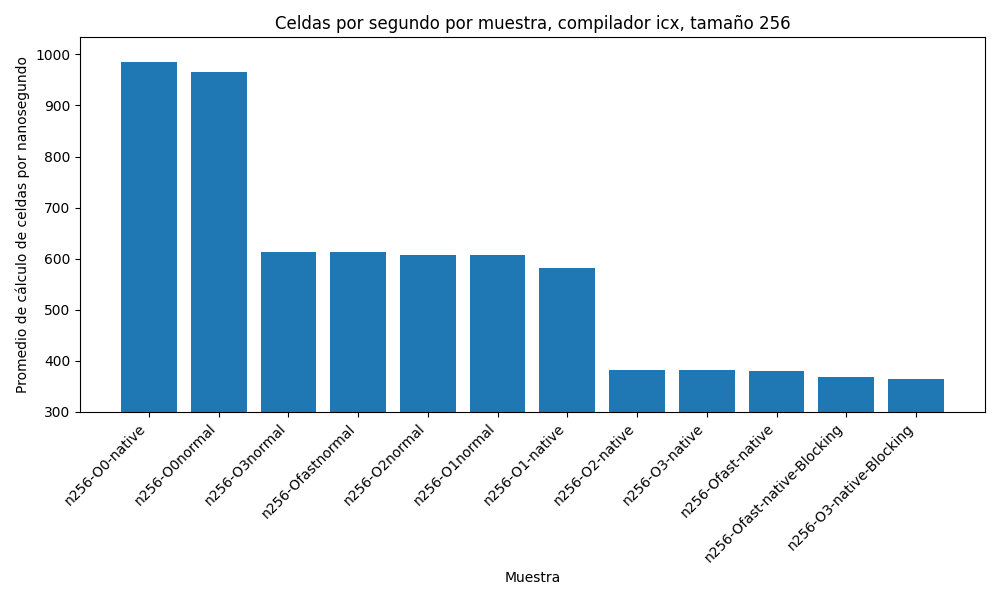 Celdas por segundo por muestra, compilador icx, tamaño 256
Promedio de cálculo de celdas por nanosegundo
1000
900
800
700
600
500
400
300
n256-O0-native
n256-O0normal
n256-O3normal
n256-Ofastnormal
n256-O2normal
n256-O1normal
n256-O1-native
n256-O2-native
n256-O3-native
n256-Ofast-native
n256-Ofast-native-Blocking
n256-O3-native-Blocking
Muestra